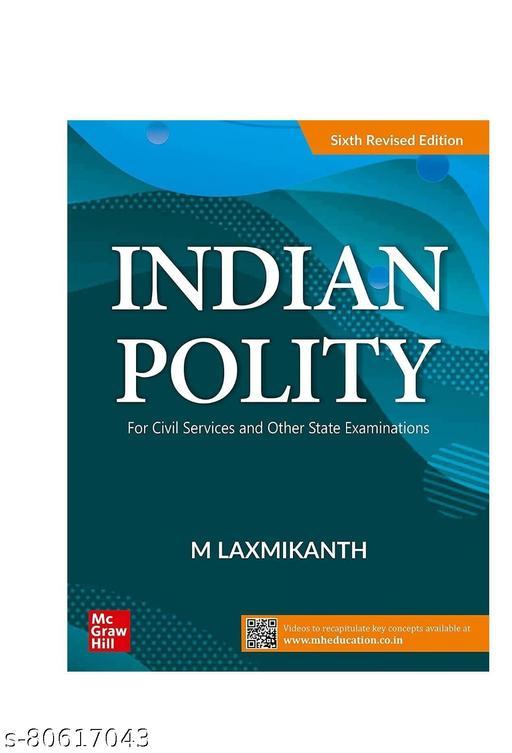 Sixth Revised Edition
INDIAN
POLITY
For Civil Services and Other State Examinations
M LAXMIKANTH
Mc
Graw
Hill
Videos to recapitulate key concepts available at
www.mheducation.co.in
s-80617043